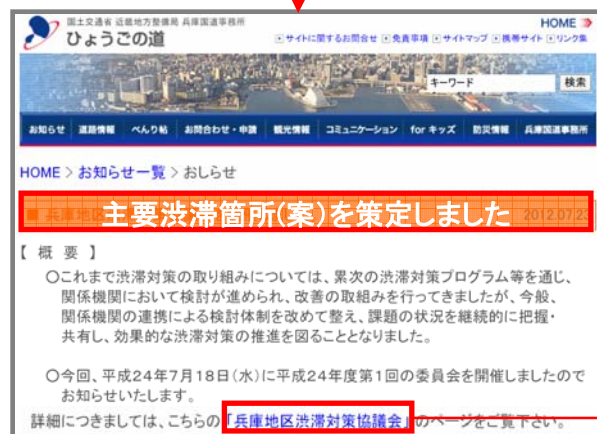 国土交通省 近畿地方整備局 兵庫国道事務所
ひょうごの道
HOME
サイトに関するお問合せ 免責事項 サイトマップ 携帯サイト リンク集
キーワード 検索
お知らせ 道路情報 べんり帖 お問合わせ・申請 観光情報 コミュニケーション for キッズ 防災情報 兵庫国道事務所
HOME > お知らせ一覧 > おしらせ
■ 兵庫地区
主要渋滞箇所(案)を策定しました
2012.07.23
【 概 要 】
○これまで渋滞対策の取り組みについては、累次の渋滞対策プログラム等を通じ、
関係機関において検討が進められ、改善の取組みを行ってきましたが、今般、
関係機関の連携による検討体制を改めて整え、課題の状況を継続的に把握・
共有し、効果的な渋滞対策の推進を図ることとなりました。
○今回、平成24年7月18日(水)に平成24年度第1回の委員会を開催しましたので
お知らせいたします。
詳細につきましては、こちらの「兵庫地区渋滞対策協議会」のページをご覧下さい。